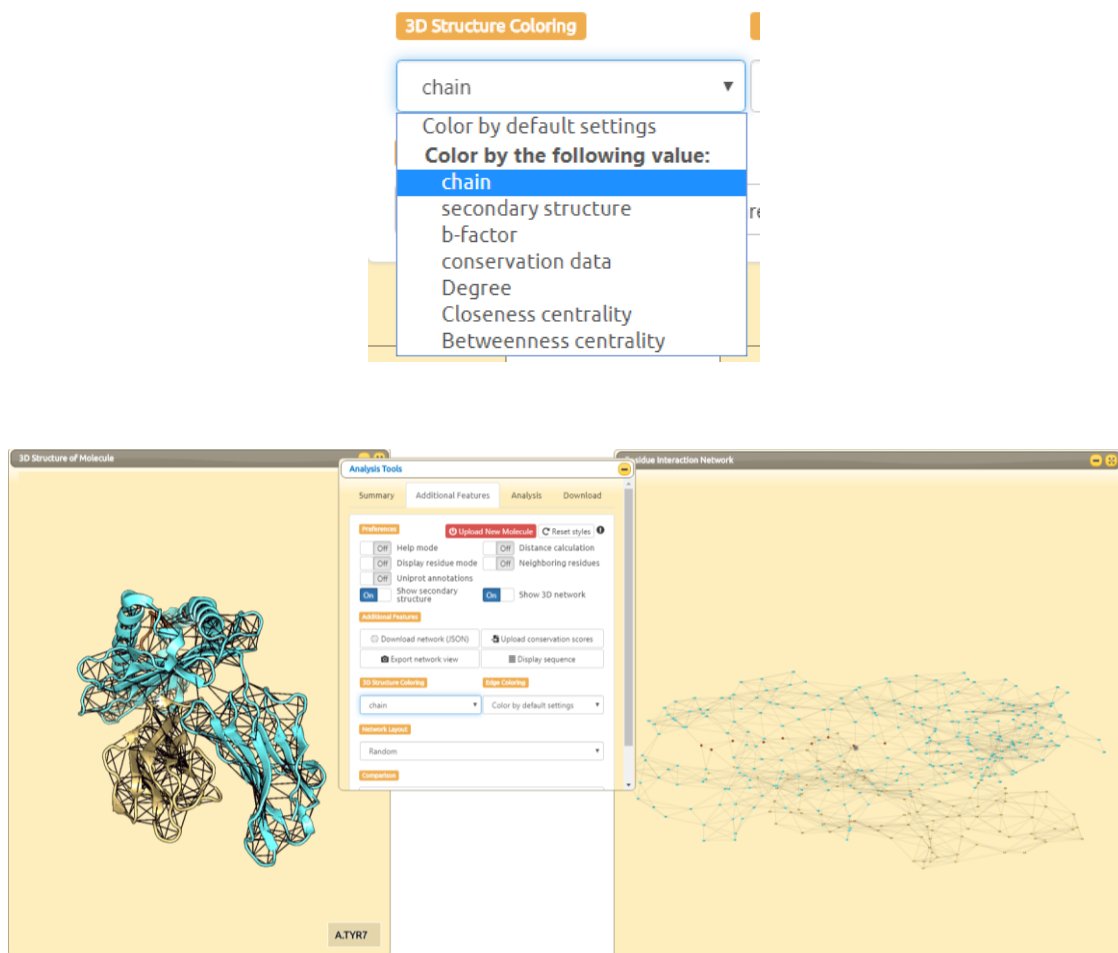 3D Structure Coloring
chain
Color by default settings
Color by the following value:
chain
secondary structure
b-factor
conservation data
Degree
Closeness centrality
Betweenness centrality
3D Structure of Molecule
A.TYR7
Analysis Tools
Summary Additional Features Analysis Download
Preferences Upload New Molecule Reset styles
Off Help mode Off Distance calculation
Off Display residue mode Off Neighboring residues
Off Uniprot annotations
On Show secondary structure On Show 3D network
Additional Features
Download network (JSON) Upload conservation scores
Export network view Display sequence
3D Structure Coloring Edge Coloring
chain Color by default settings
Network Layout
Random
Comparison
Residue Interaction Network